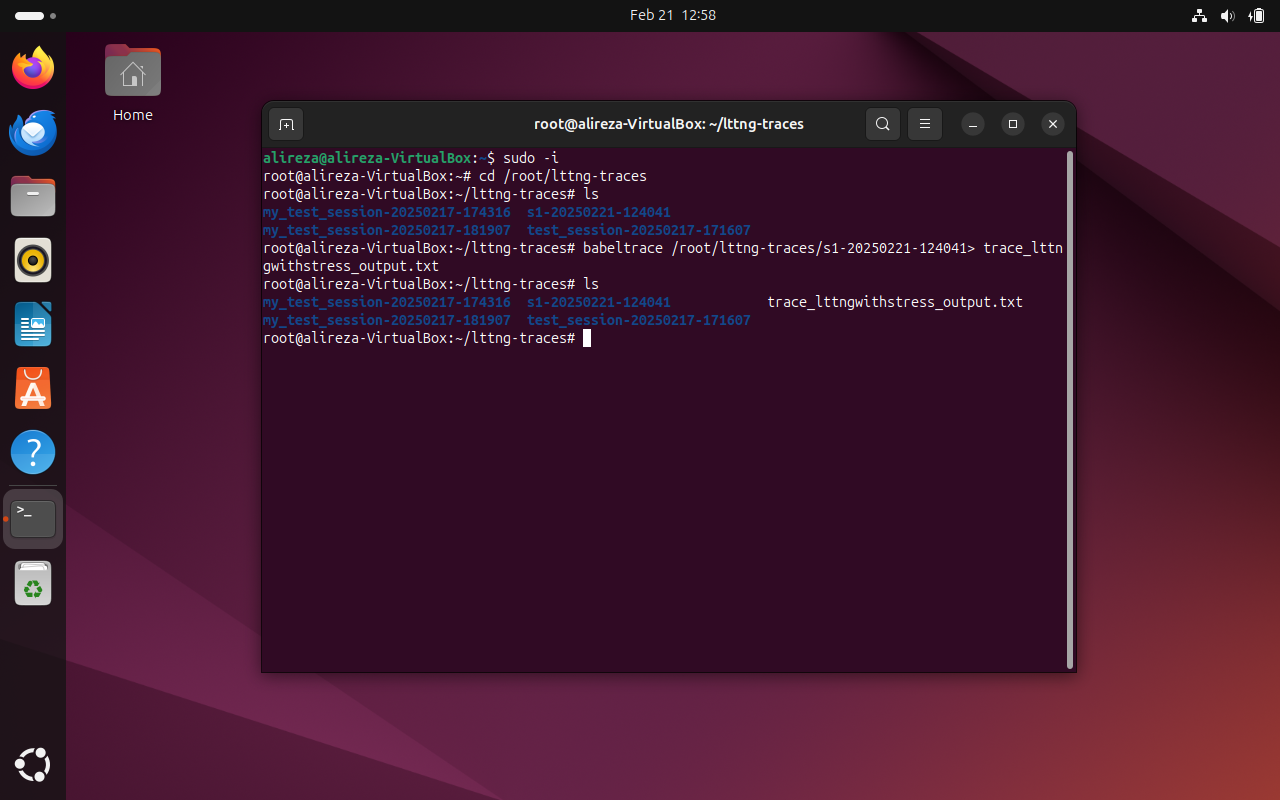 Feb 21 12:58
Home
root@alireza-VirtualBox: ~/lttng-traces
alireza@alireza-VirtualBox:~$ sudo -i
root@alireza-VirtualBox:~# cd /root/lttng-traces
root@alireza-VirtualBox:~/lttng-traces# ls
my_test_session-20250217-174316 s1-20250221-124041
my_test_session-20250217-181907 test_session-20250217-171607
root@alireza-VirtualBox:~/lttng-traces# babeltrace /root/lttng-traces/s1-20250221-124041> trace_lttn
gwithstress_output.txt
root@alireza-VirtualBox:~/lttng-traces# ls
my_test_session-20250217-174316 s1-20250221-124041 trace_lttngwithstress_output.txt
my_test_session-20250217-181907 test_session-20250217-171607
root@alireza-VirtualBox:~/lttng-traces#